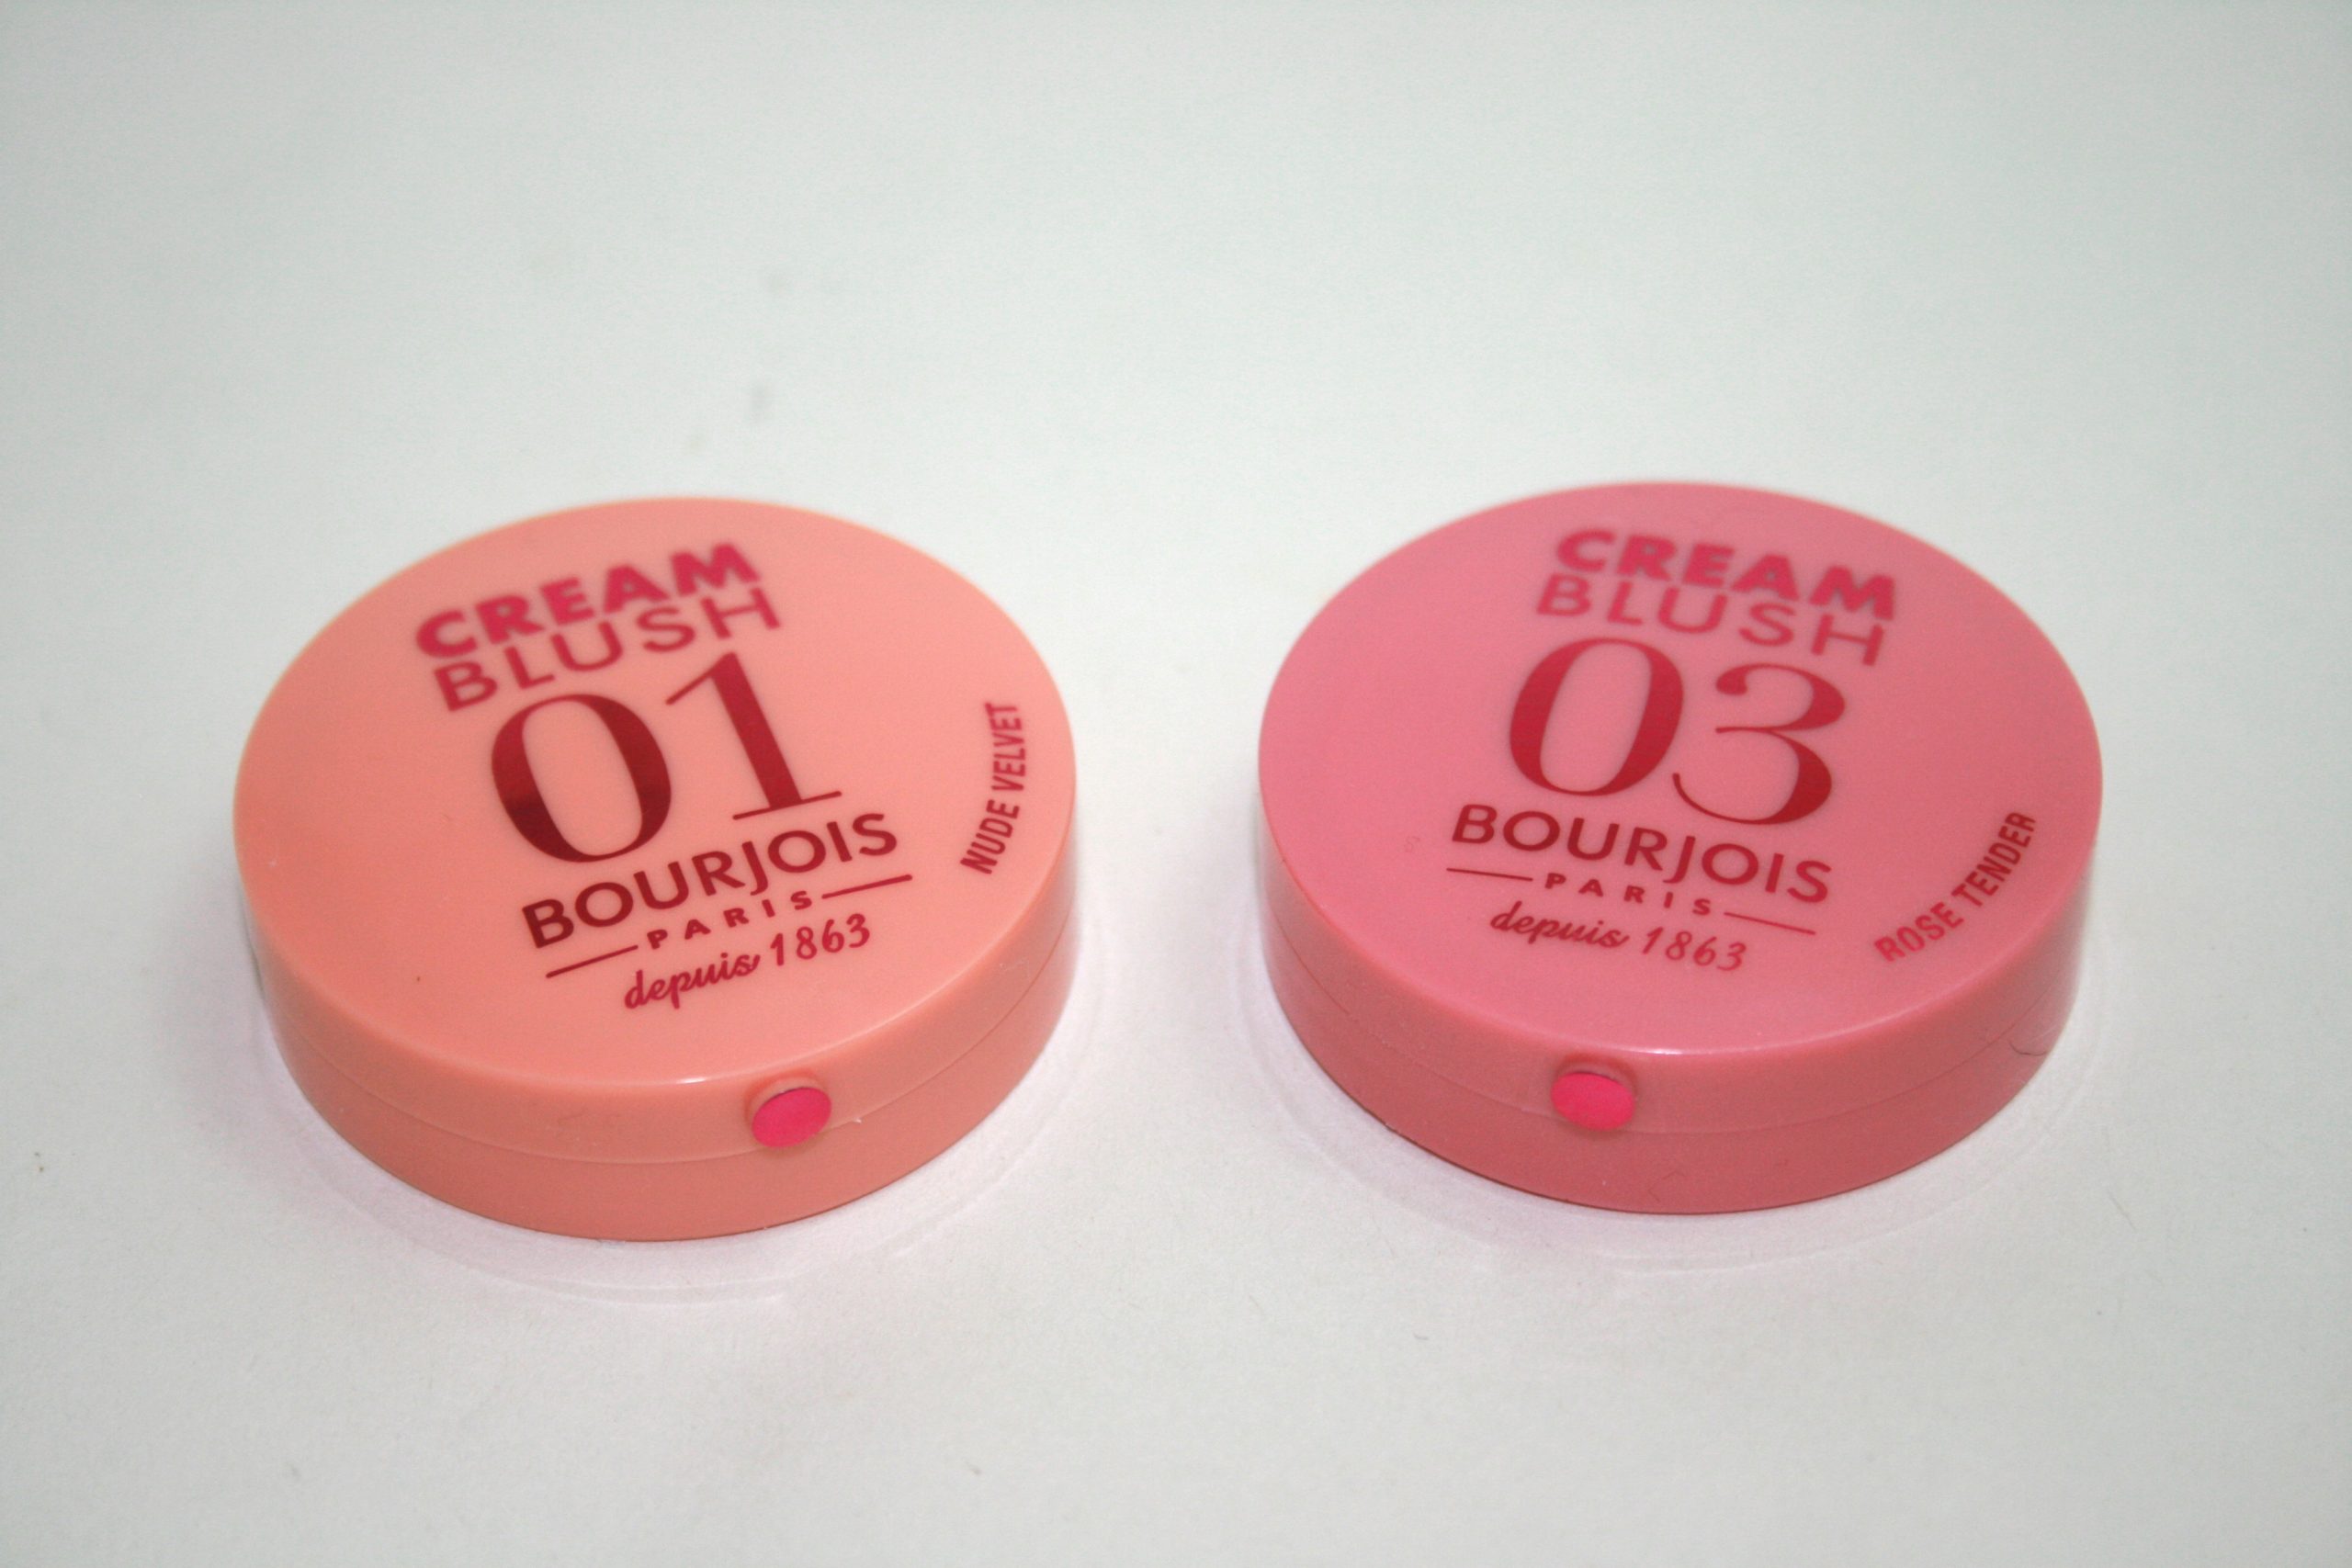 CREAM
BLUSH
01
BOURJOIS
PARIS
depuis 1863
NUDE VELVET
CREAM
BLUSH
03
BOURJOIS
PARIS
depuis 1863
ROSE TENDER